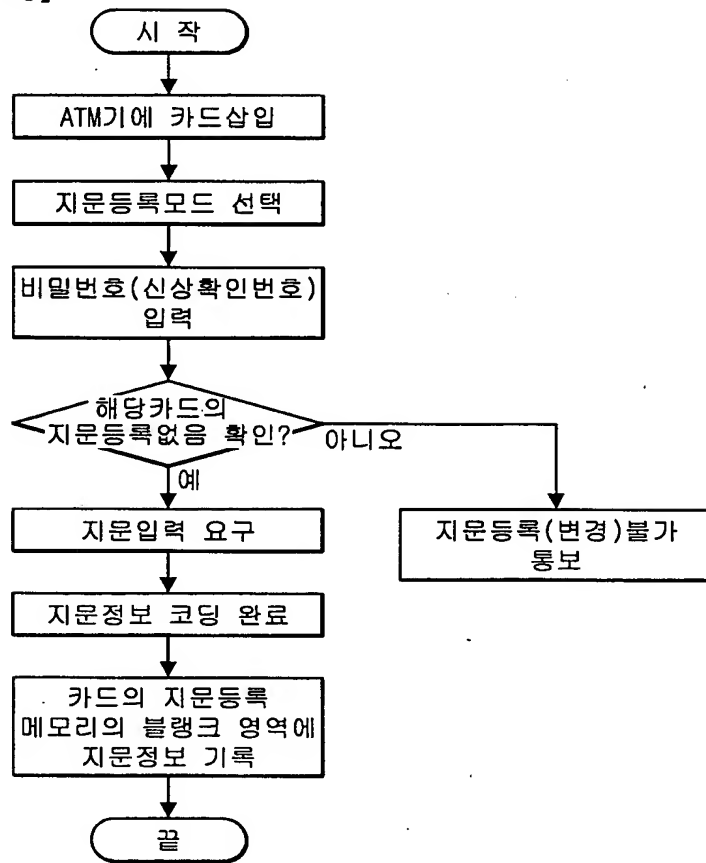 시 작
ATM기에 카드삽입
지문등록모드 선택
비밀번호(신상확인번호)
입력
해당카드의
지문등록없음 확인?
아니오
예
지문입력 요구
지문등록(변경)불가
통보
지문정보 코딩 완료
카드의 지문등록
메모리의 블랭크 영역에
지문정보 기록
끝